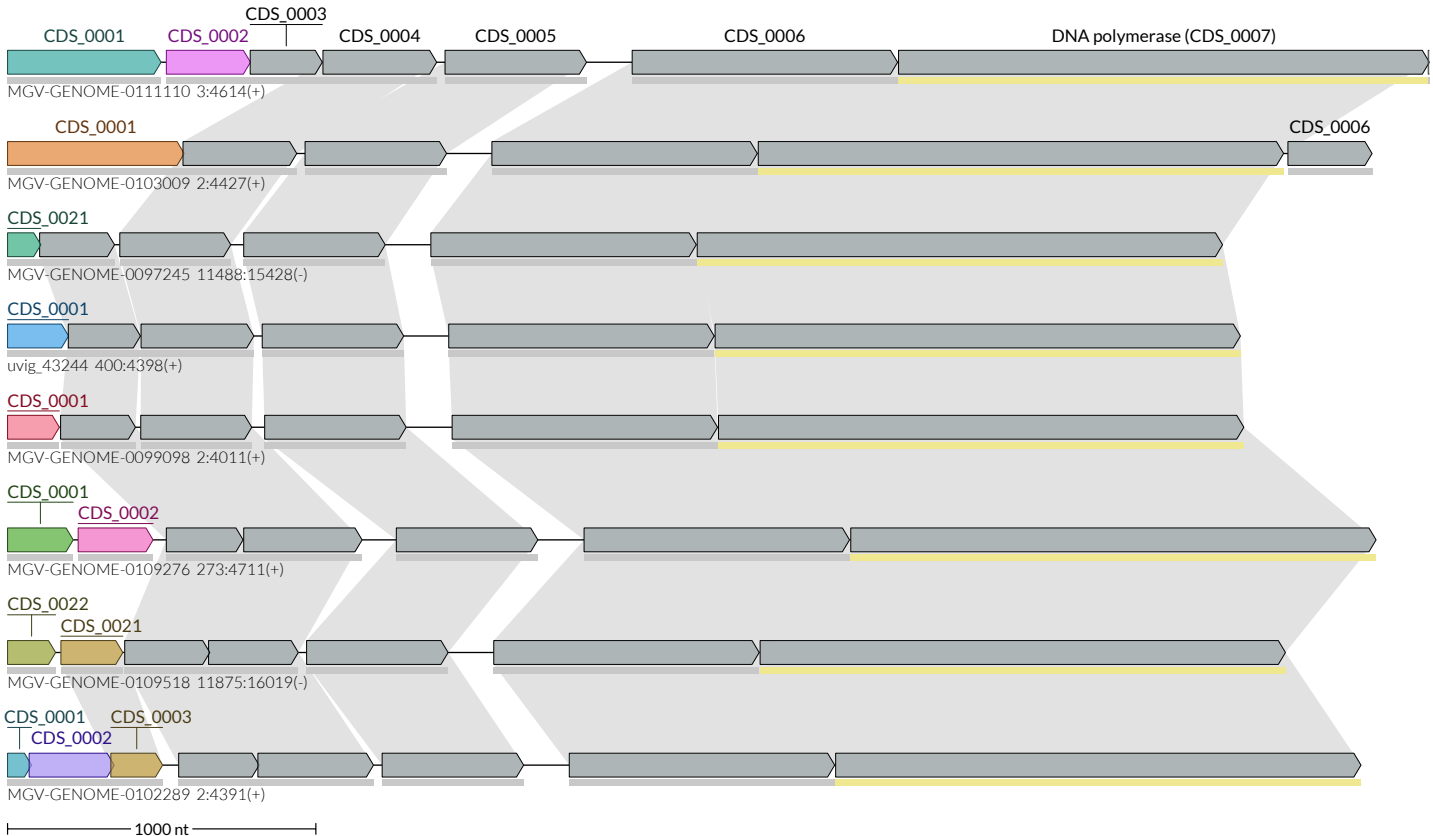 CDS_0003
CDS_0001 CDS_0002 CDS_0004 CDS_0005 CDS_0006 DNA polymerase (CDS_0007)
MGV-GENOME-0111110 3:4614(+)
CDS_0001 CDS_0006
MGV-GENOME-0103009 2:4427(+)
CDS_0021
MGV-GENOME-0097245 11488:15428(-)
CDS_0001
uvig_43244 400:4398(+)
CDS_0001
MGV-GENOME-0099098 2:4011(+)
CDS_0001
CDS_0002
MGV-GENOME-0109276 273:4711(+)
CDS_0022
CDS_0021
MGV-GENOME-0109518 11875:16019(-)
CDS_0001 CDS_0003
CDS_0002
MGV-GENOME-0102289 2:4391(+)
1000 nt